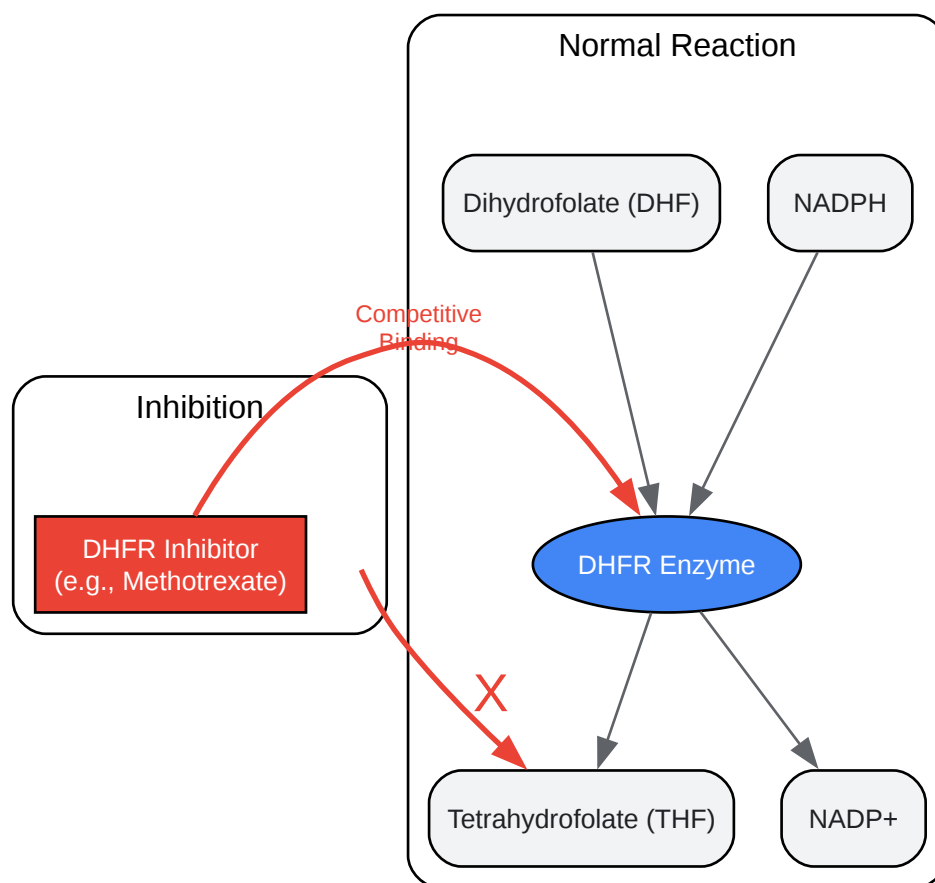 Normal Reaction
Dihydrofolate (DHF)
NADPH
Competitive
Binding
Inhibition
DHFR Inhibitor
(e.g., Methotrexate)
DHFR Enzyme
X
Tetrahydrofolate (THF)
NADP+